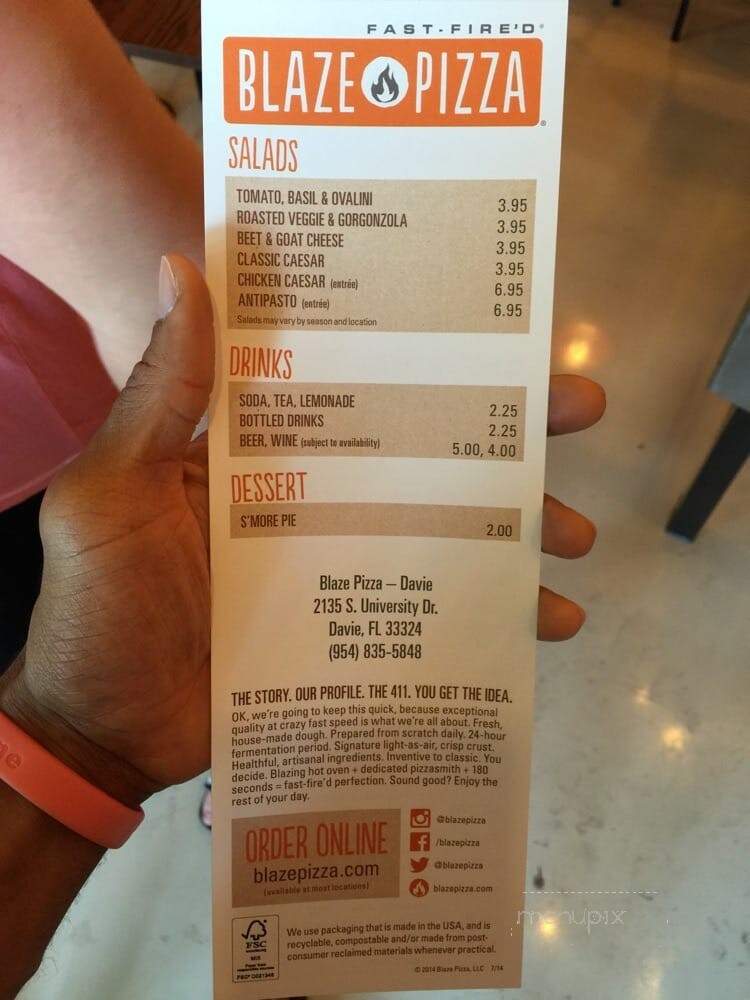 FAST-FIRE'D®
BLAZE PIZZA®
SALADS
TOMATO, BASIL & OVALINI 3.95
ROASTED VEGGIE & GORGONZOLA 3.95
BEET & GOAT CHEESE 3.95
CLASSIC CAESAR 3.95
CHICKEN CAESAR (entrée) 6.95
ANTIPASTO (entrée) 6.95
Salads may vary by season and location
DRINKS
SODA, TEA, LEMONADE 2.25
BOTTLED DRINKS 2.25
BEER, WINE (subject to availability) 5.00, 4.00
DESSERT
S'MORE PIE 2.00
Blaze Pizza – Davie
2135 S. University Dr.
Davie, FL 33324
(954) 835-5848
THE STORY. OUR PROFILE. THE 411. YOU GET THE IDEA.
OK, we're going to keep this quick, because exceptional
quality at crazy fast speed is what we're all about. Fresh,
house-made dough. Prepared from scratch daily. 24-hour
fermentation period. Signature light-as-air, crisp crust.
Healthful, artisanal ingredients. Inventive to classic. You
decide. Blazing hot oven + dedicated pizzasmith + 180
seconds = fast-fire'd perfection. Sound good? Enjoy the
rest of your day.
ORDER ONLINE
blazepizza.com
(available at most locations)
@blazepizza
/blazepizza
@blazepizza
blazepizza.com
FSC
MIX
We use packaging that is made in the USA, and is
recyclable, compostable and/or made from post-
consumer reclaimed materials whenever practical.
© 2014 Blaze Pizza, LLC 7/14
menupix